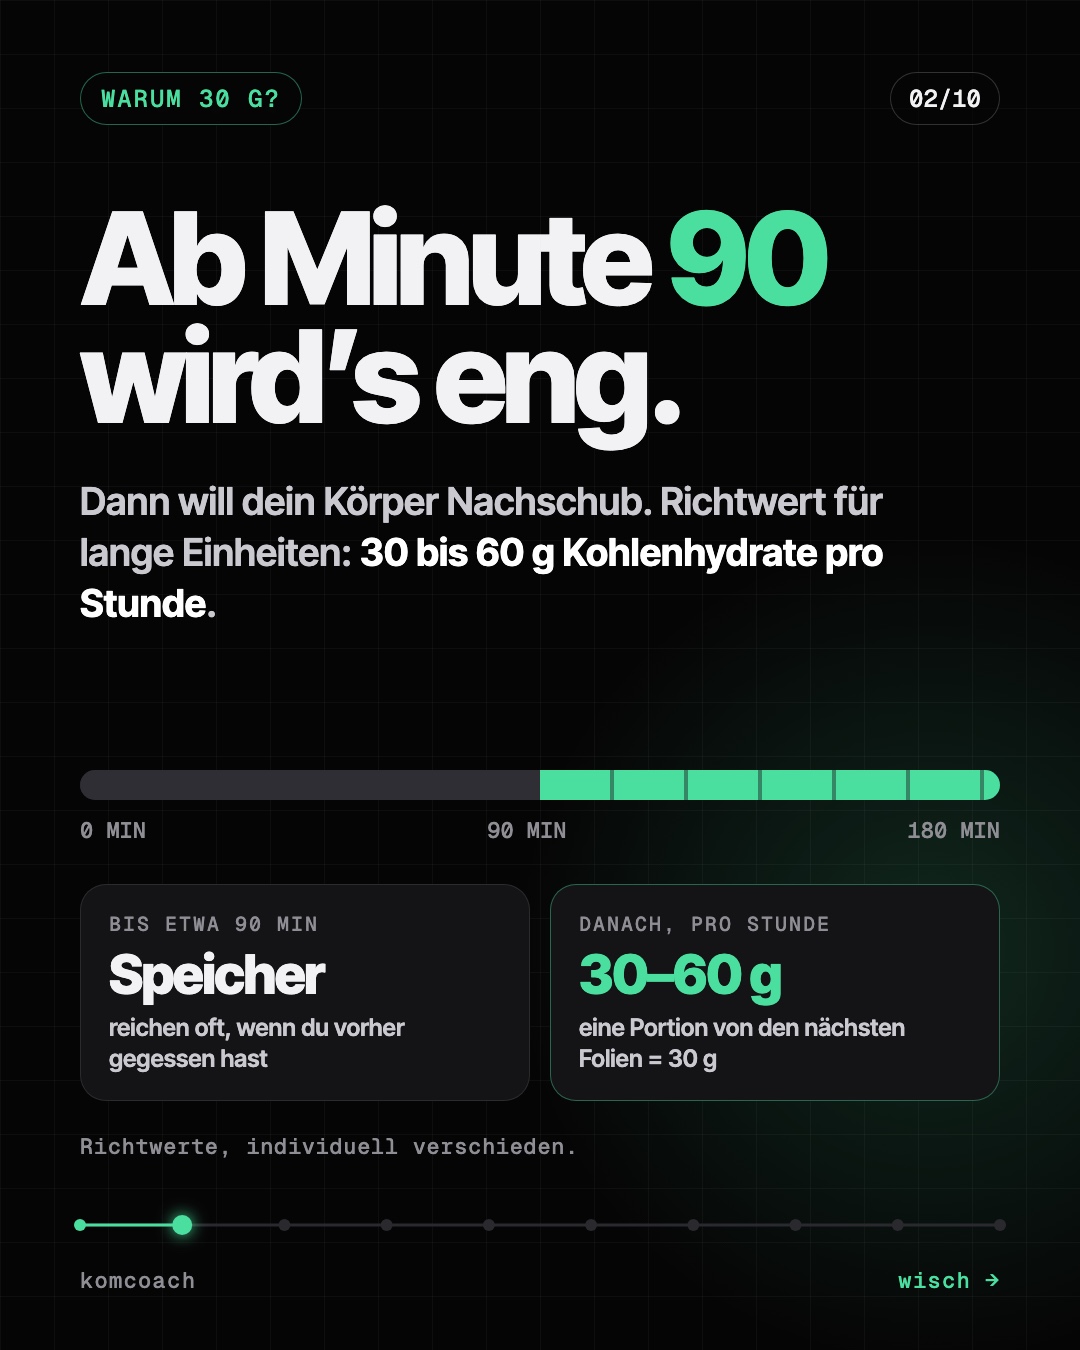 WARUM 30 G?
02/10
Ab Minute 90
wird’s eng.
Dann will dein Körper Nachschub. Richtwert für
lange Einheiten: 30 bis 60 g Kohlenhydrate pro
Stunde.
0 MIN
90 MIN
180 MIN
BIS ETWA 90 MIN
Speicher
reichen oft, wenn du vorher
gegessen hast
DANACH, PRO STUNDE
30–60 g
eine Portion von den nächsten
Folien = 30 g
Richtwerte, individuell verschieden.
komcoach
wisch →